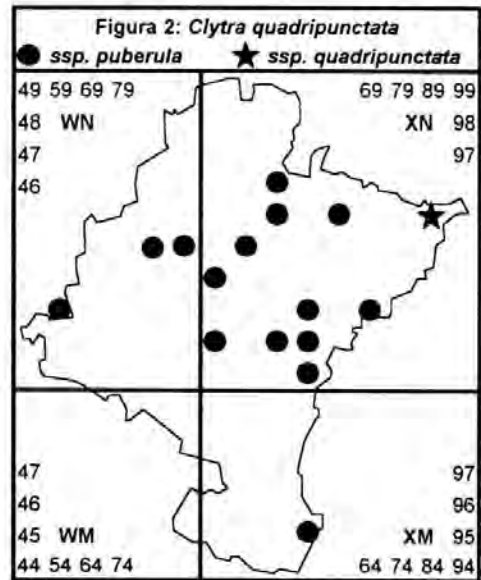 Figura 2: Clytra quadripunctata
ssp. puberula ssp. quadripunctata
49 59 69 79 69 79 89 99
48 WN XN 98
47 97
46
47 97
46 96
45 WM XM 95
44 54 64 74 64 74 84 94